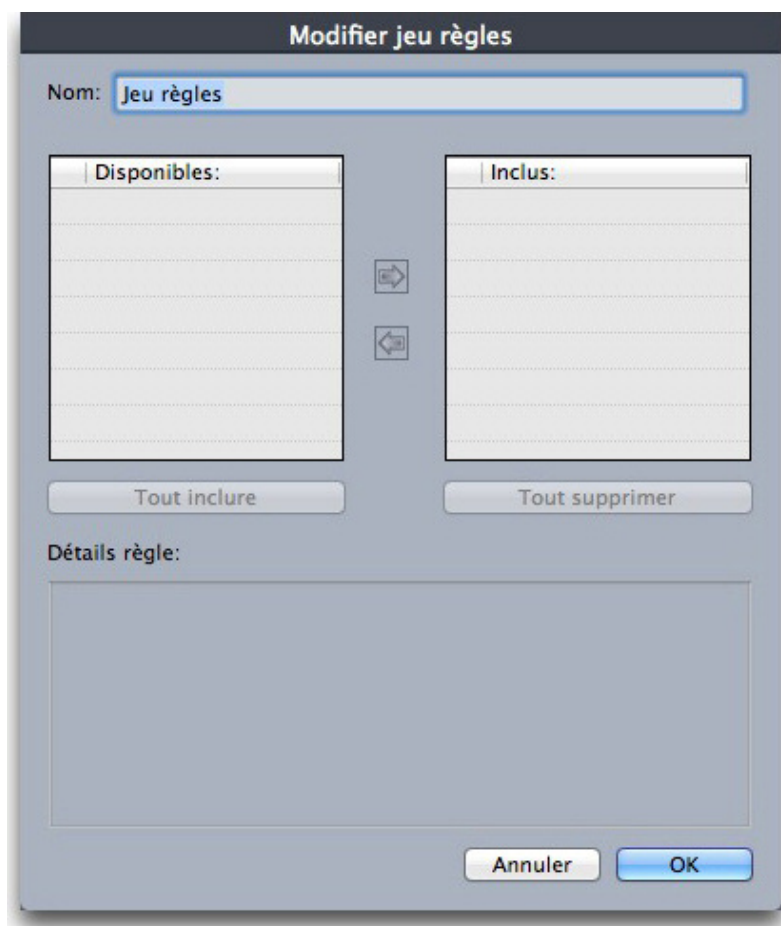 Modifier jeu règles
Nom: Jeu règles
Disponibles: Inclus:
Tout inclure Tout supprimer
Détails règle:
Annuler OK